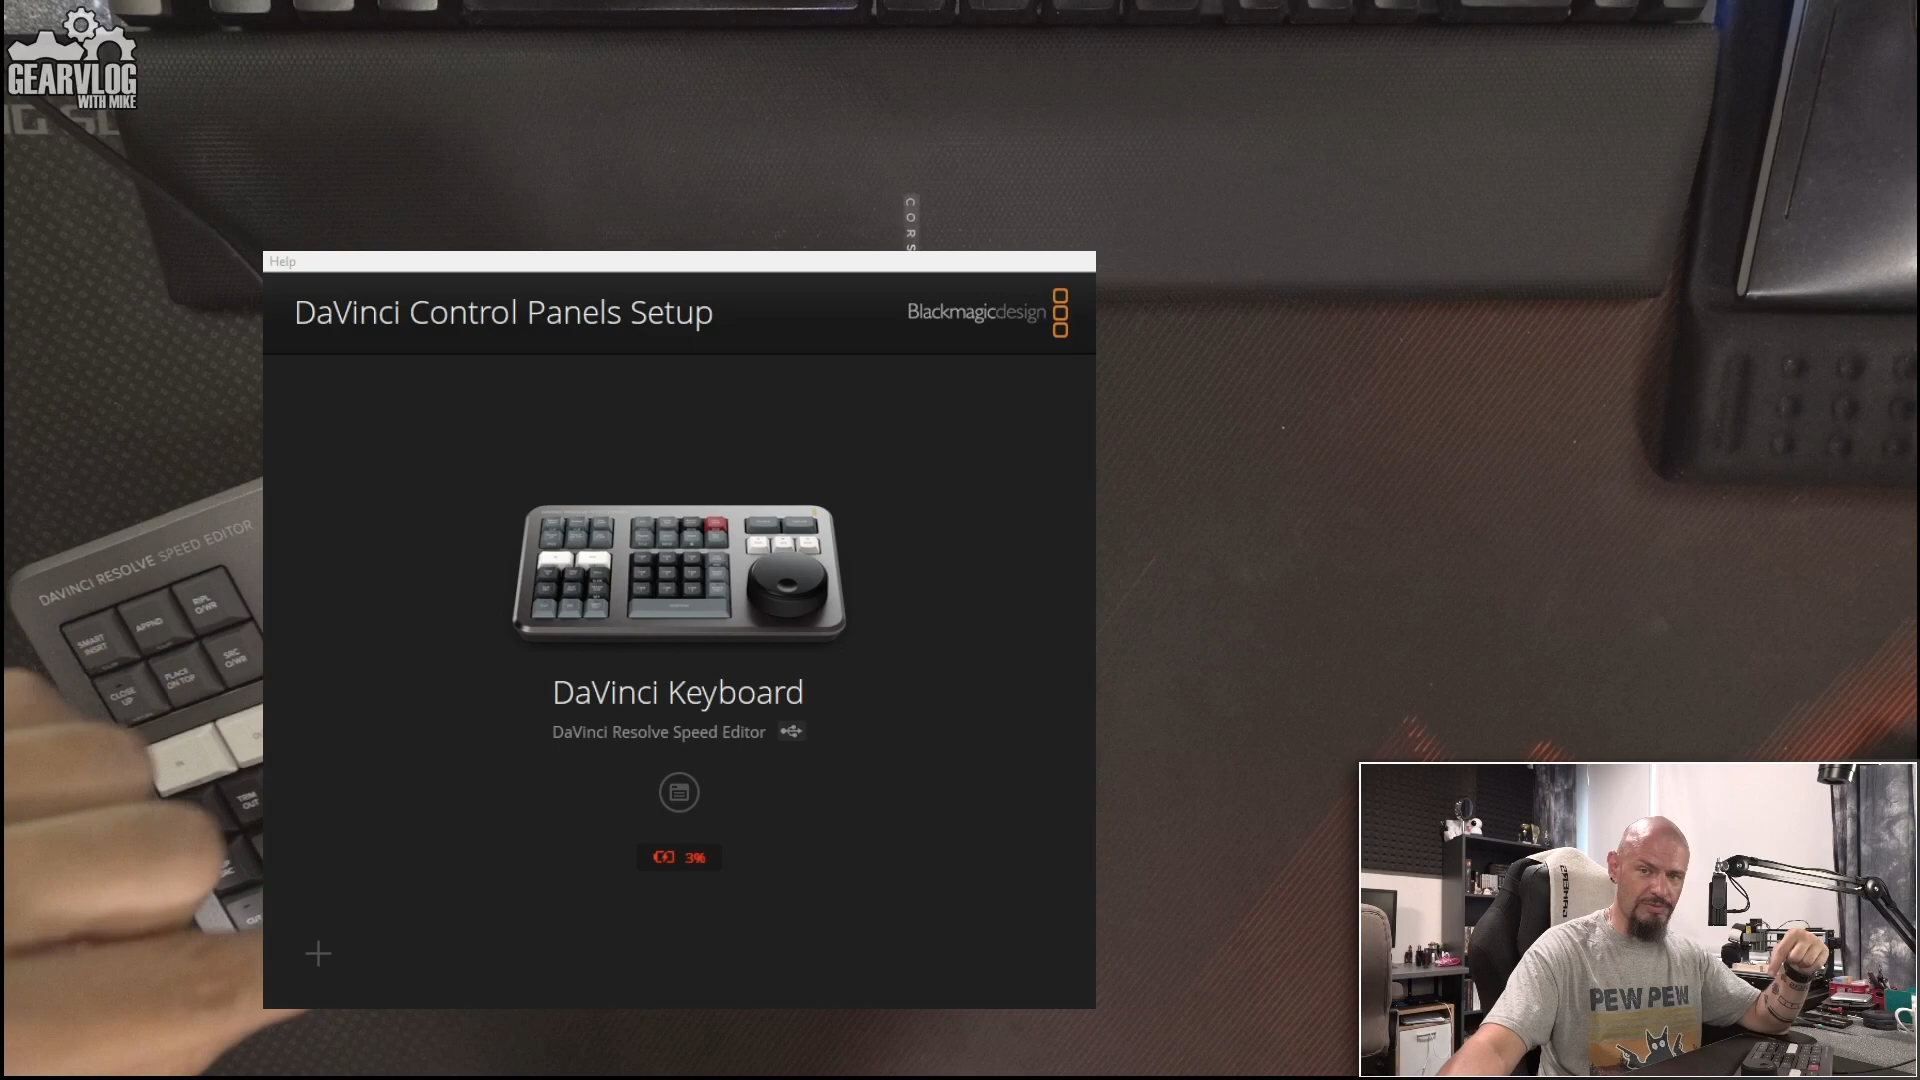 GEARVLOG
WITH MIKE
CORS
Help
DaVinci Control Panels Setup
Blackmagicdesign
DAVINCI RESOLVE SPEED EDITOR
SMART INSRT
APPND
RIPL O/WR
CLOSE UP
PLACE ON TOP
SRC O/WR
TRIM OUT
DaVinci Keyboard
DaVinci Resolve Speed Editor
3%
PEW PEW